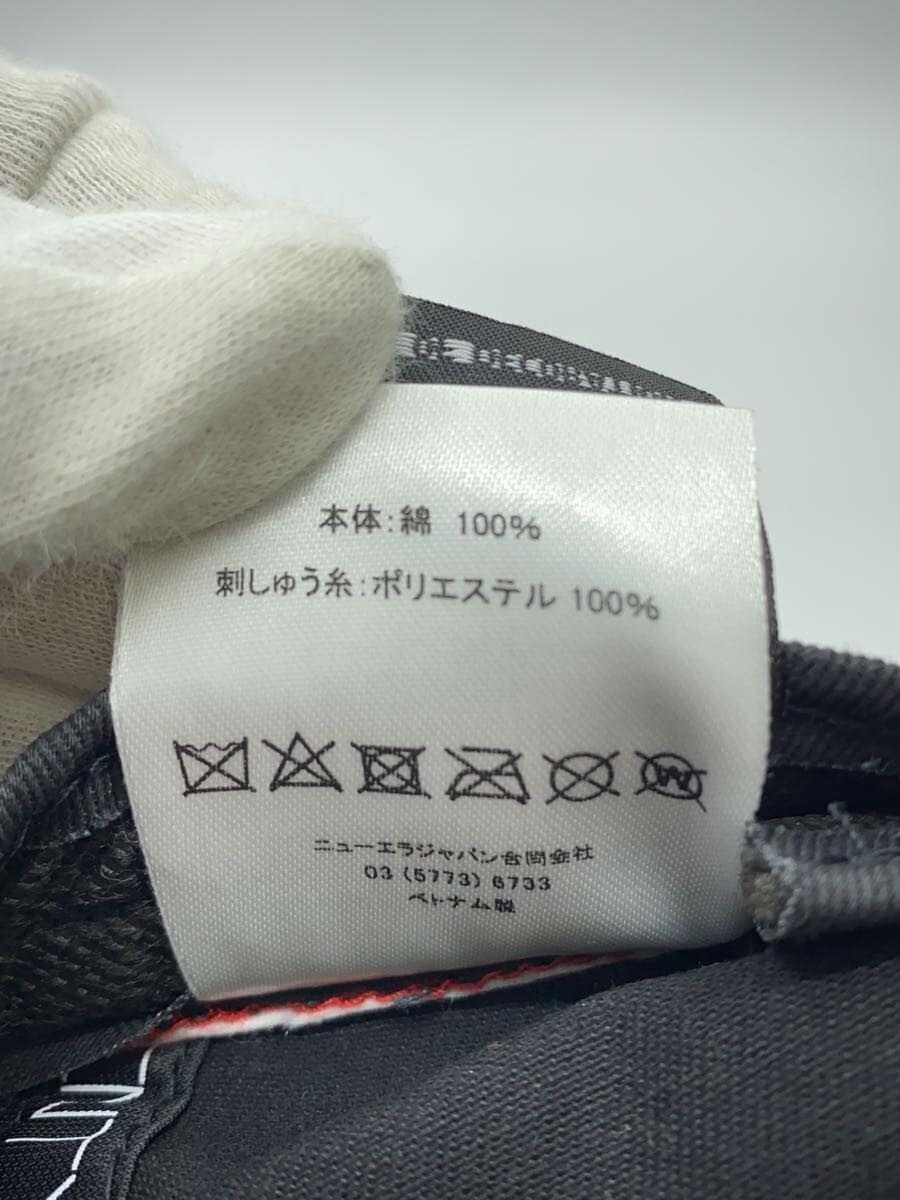 本体：綿 100%
刺しゅう糸：ポリエステル 100%
ニューエラジャパン合同会社
03 (5773) 6733
ベトナム製